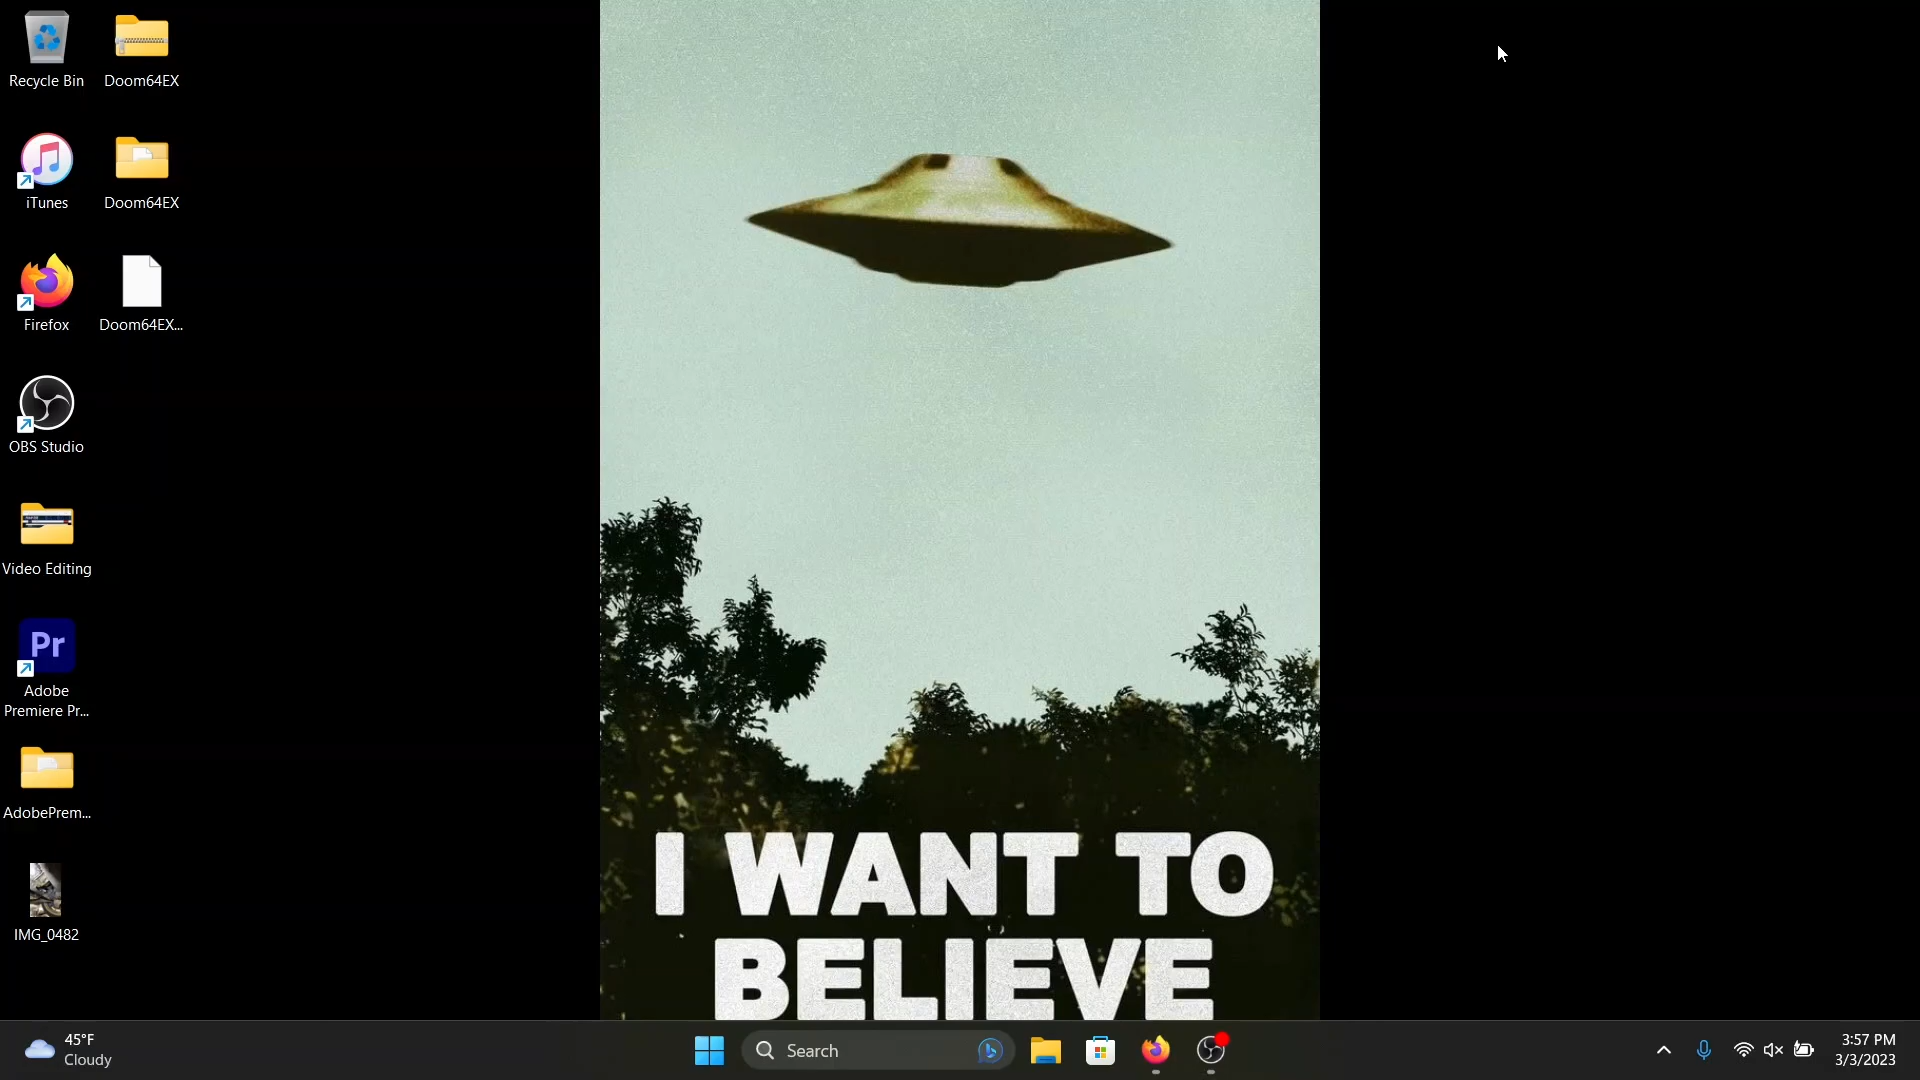 Recycle Bin
Doom64EX
iTunes
Doom64EX
Firefox
Doom64EX...
OBS Studio
Video Editing
Pr
Adobe
Premiere Pr...
AdobePrem...
IMG_0482
I WANT TO
BELIEVE
45°F
Cloudy
Search
3:57 PM
3/3/2023